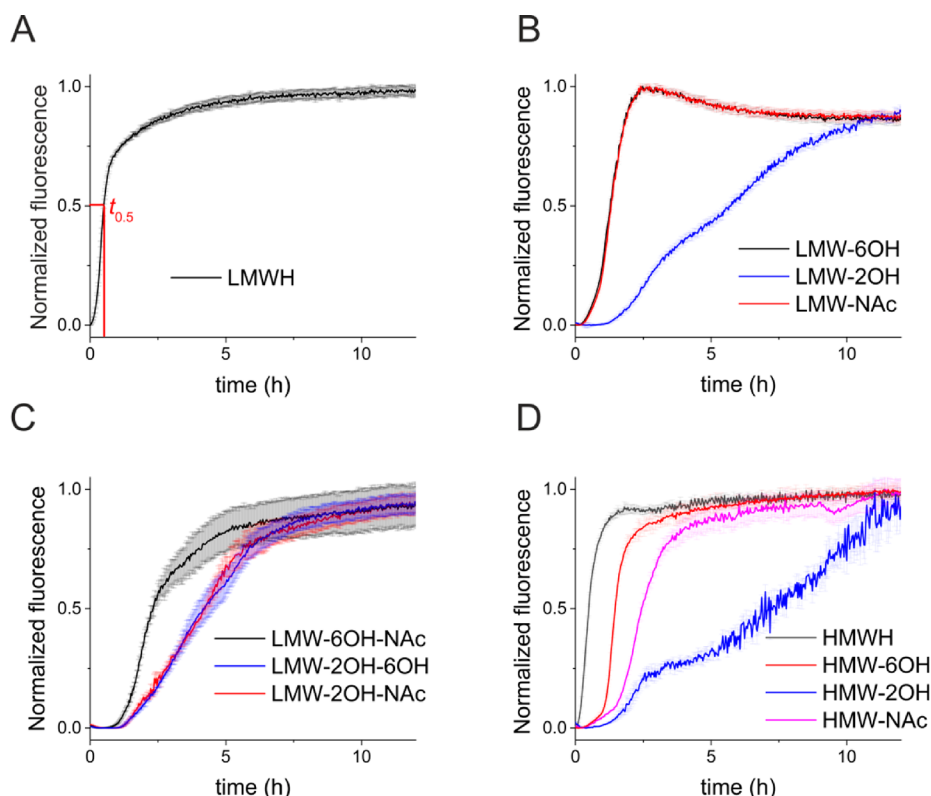 A
Normalized fluorescence
1.0
0.5
0.0
t0.5
LMWH
0
5
10
time (h)
B
Normalized fluorescence
1.0
0.5
0.0
LMW-6OH
LMW-2OH
LMW-NAc
0
5
10
time (h)
C
Normalized fluorescence
1.0
0.5
0.0
LMW-6OH-NAc
LMW-2OH-6OH
LMW-2OH-NAc
0
5
10
time (h)
D
Normalized fluorescence
1.0
0.5
0.0
HMWH
HMW-6OH
HMW-2OH
HMW-NAc
0
5
10
time (h)